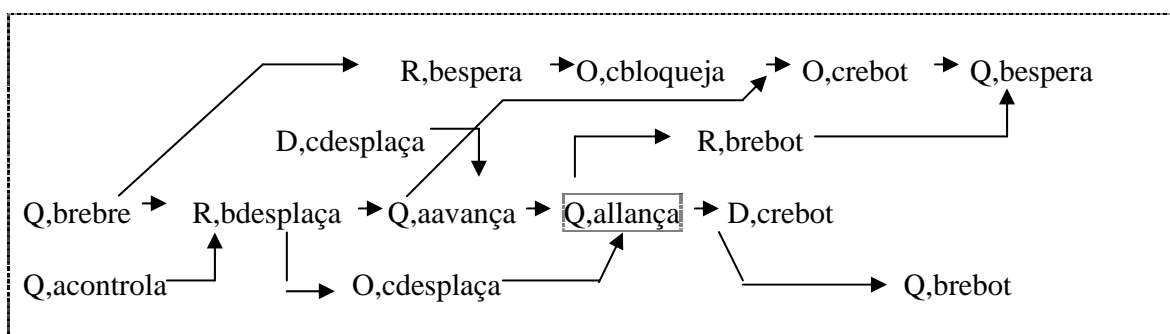 R,bespera O,cbloqueja O,crebot Q,bespera
D,cdesplaça R,brebot
Q,brebre R,bdesplaça Q,aavança Q,allança D,crebot
Q,acontrola O,cdesplaça Q,brebot